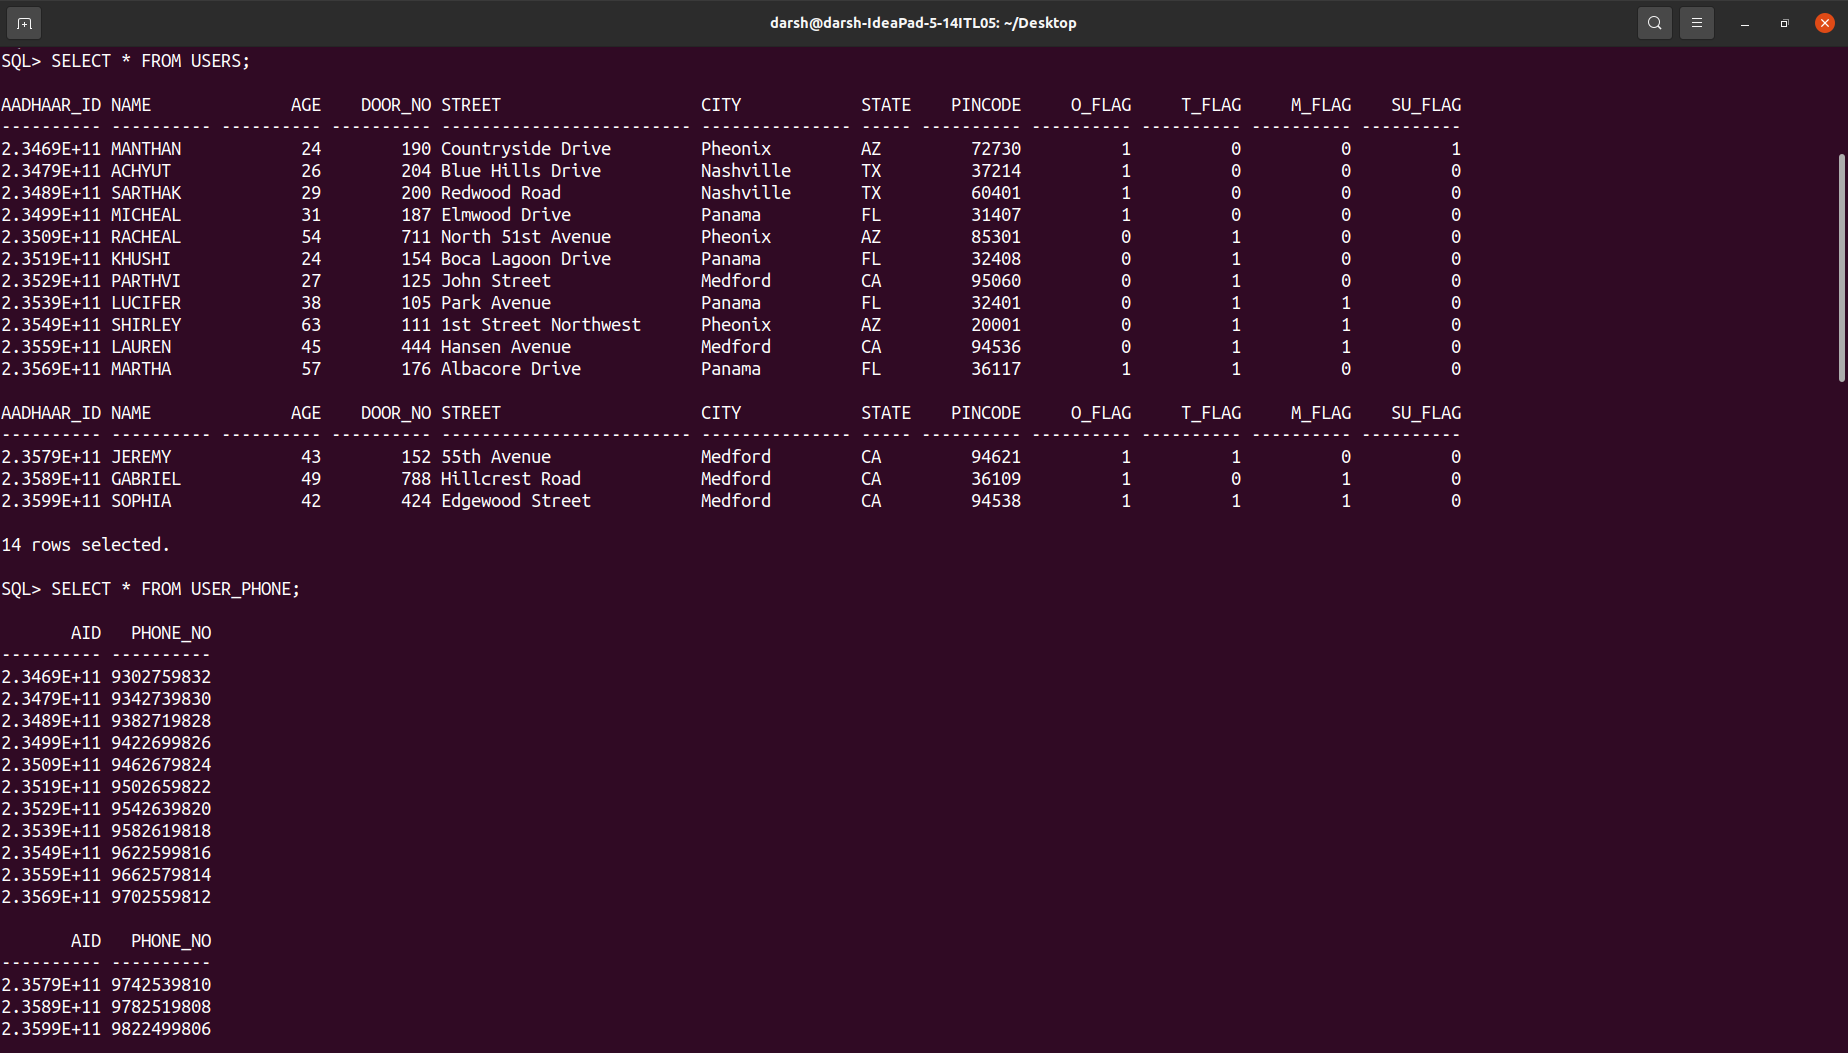 darsh@darsh-IdeaPad-5-14ITL05: ~/Desktop
SQL> SELECT * FROM USERS;
AADHAAR_ID NAME              AGE    DOOR_NO STREET                    CITY            STATE    PINCODE     O_FLAG     T_FLAG     M_FLAG    SU_FLAG
---------- ---------- ---------- ---------- ------------------------- --------------- ----- ---------- ---------- ---------- ---------- ----------
2.3469E+11 MANTHAN            24        190 Countryside Drive         Pheonix         AZ         72730          1          0          0          1
2.3479E+11 ACHYUT             26        204 Blue Hills Drive          Nashville       TX         37214          1          0          0          0
2.3489E+11 SARTHAK            29        200 Redwood Road              Nashville       TX         60401          1          0          0          0
2.3499E+11 MICHEAL            31        187 Elmwood Drive             Panama          FL         31407          1          0          0          0
2.3509E+11 RACHEAL            54        711 North 51st Avenue         Pheonix         AZ         85301          0          1          0          0
2.3519E+11 KHUSHI             24        154 Boca Lagoon Drive         Panama          FL         32408          0          1          0          0
2.3529E+11 PARTHVI            27        125 John Street               Medford         CA         95060          0          1          0          0
2.3539E+11 LUCIFER            38        105 Park Avenue               Panama          FL         32401          0          1          1          0
2.3549E+11 SHIRLEY            63        111 1st Street Northwest      Pheonix         AZ         20001          0          1          1          0
2.3559E+11 LAUREN             45        444 Hansen Avenue             Medford         CA         94536          0          1          1          0
2.3569E+11 MARTHA             57        176 Albacore Drive            Panama          FL         36117          1          1          0          0
AADHAAR_ID NAME              AGE    DOOR_NO STREET                    CITY            STATE    PINCODE     O_FLAG     T_FLAG     M_FLAG    SU_FLAG
---------- ---------- ---------- ---------- ------------------------- --------------- ----- ---------- ---------- ---------- ---------- ----------
2.3579E+11 JEREMY             43        152 55th Avenue               Medford         CA         94621          1          1          0          0
2.3589E+11 GABRIEL            49        788 Hillcrest Road            Medford         CA         36109          1          0          1          0
2.3599E+11 SOPHIA             42        424 Edgewood Street           Medford         CA         94538          1          1          1          0
14 rows selected.
SQL> SELECT * FROM USER_PHONE;
       AID   PHONE_NO
---------- ----------
2.3469E+11 9302759832
2.3479E+11 9342739830
2.3489E+11 9382719828
2.3499E+11 9422699826
2.3509E+11 9462679824
2.3519E+11 9502659822
2.3529E+11 9542639820
2.3539E+11 9582619818
2.3549E+11 9622599816
2.3559E+11 9662579814
2.3569E+11 9702559812
       AID   PHONE_NO
---------- ----------
2.3579E+11 9742539810
2.3589E+11 9782519808
2.3599E+11 9822499806